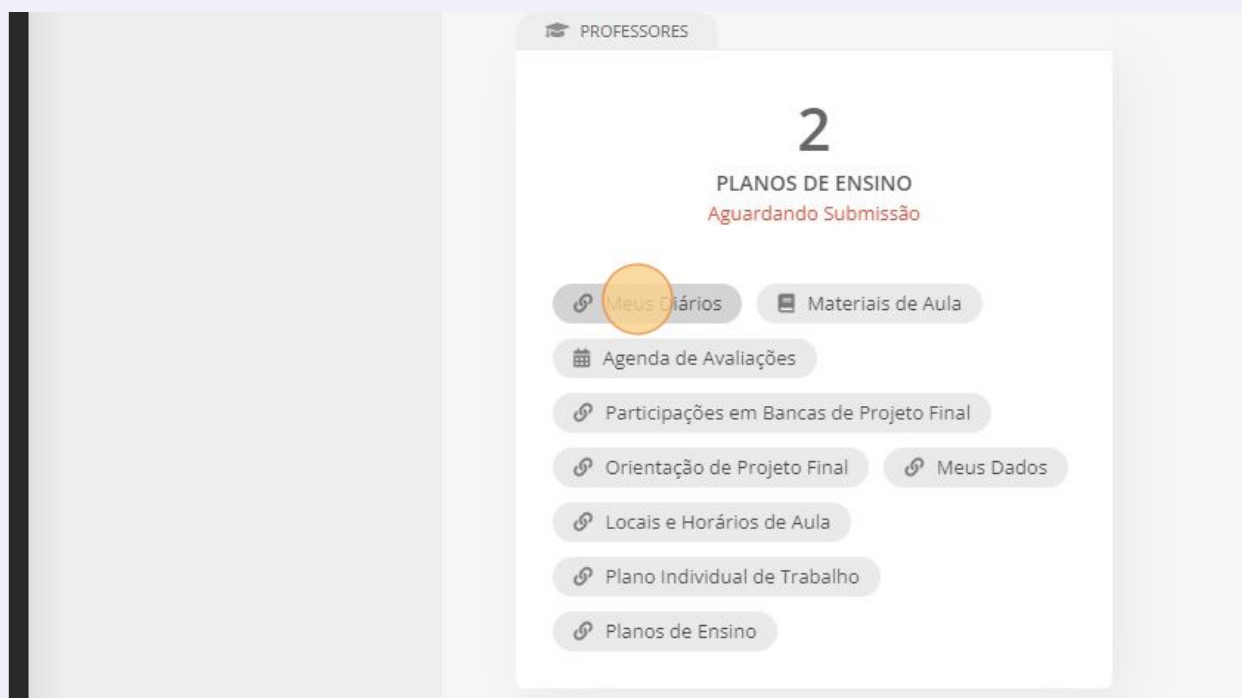 PROFESSORES
2
PLANOS DE ENSINO
Aguardando Submissão
Meus Diários Materiais de Aula
Agenda de Avaliações
Participações em Bancas de Projeto Final
Orientação de Projeto Final Meus Dados
Locais e Horários de Aula
Plano Individual de Trabalho
Planos de Ensino